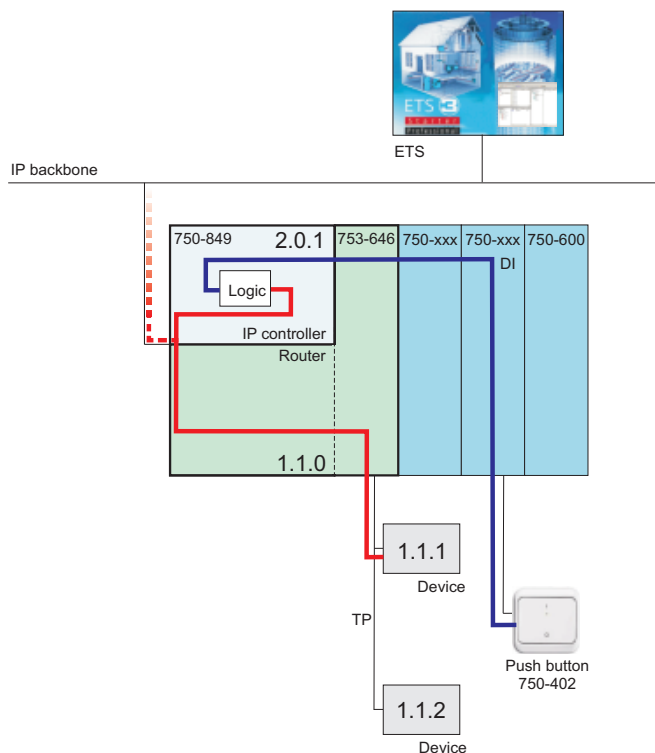 ETS 3
Starter
Professional
ETS
IP backbone
750-849
2.0.1
753-646
750-xxx
750-xxx
750-600
DI
Logic
IP controller
Router
1.1.0
1.1.1
Device
TP
Push button
750-402
1.1.2
Device